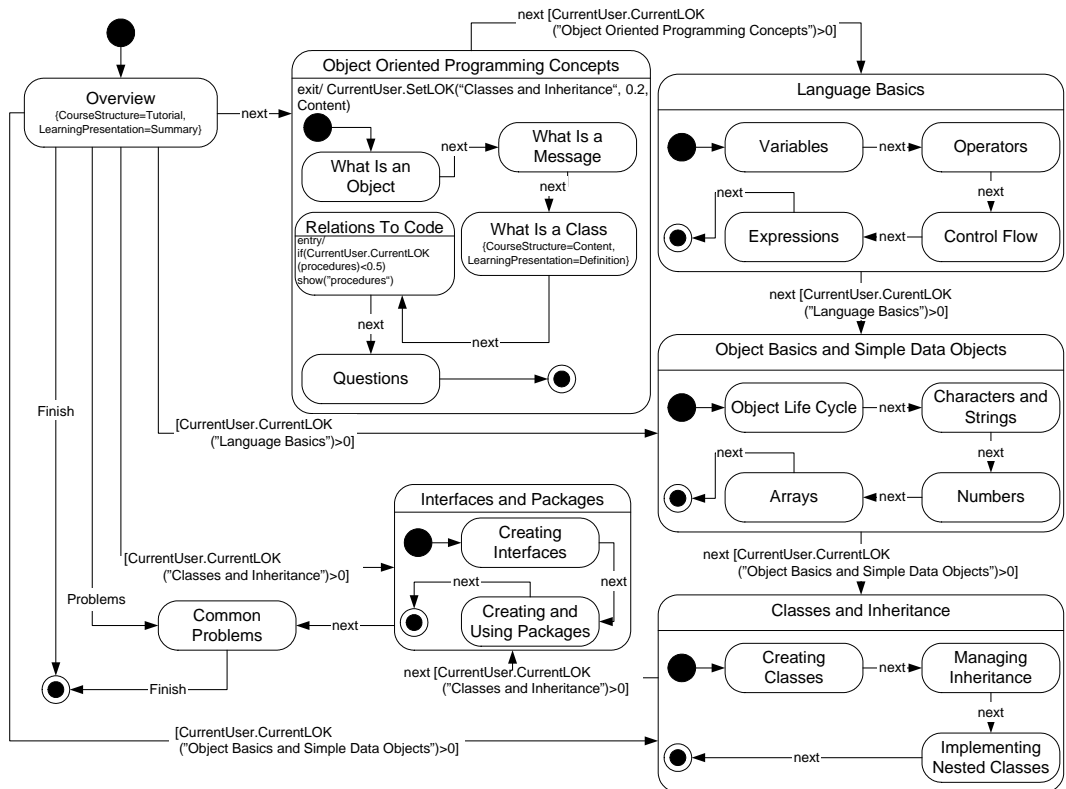 Overview
{CourseStructure=Tutorial,
LearningPresentation=Summary}
next
Object Oriented Programming Concepts
exit/ CurrentUser.SetLOK(“Classes and Inheritance“, 0.2,
Content)
What Is an
Object
next
What Is a
Message
next
What Is a Class
{CourseStructure=Content,
LearningPresentation=Definition}
next
Relations To Code
entry/
if(CurrentUser.CurrentLOK
(procedures)<0.5)
show(”procedures“)
next
Questions
next [CurrentUser.CurrentLOK
(”Object Oriented Programming Concepts”)>0]
Language Basics
Variables
next
Operators
next
Control Flow
next
Expressions
next
next [CurrentUser.CurentLOK
(”Language Basics”)>0]
Object Basics and Simple Data Objects
Object Life Cycle
next
Characters and
Strings
next
Numbers
next
Arrays
next
next [CurrentUser.CurrentLOK
(”Object Basics and Simple Data Objects”)>0]
Classes and Inheritance
Creating
Classes
next
Managing
Inheritance
next
Implementing
Nested Classes
next
next [CurrentUser.CurrentLOK
(”Classes and Inheritance”)>0]
Interfaces and Packages
Creating
Interfaces
next
Creating and
Using Packages
next
next
Common
Problems
Finish
Finish
Problems
[CurrentUser.CurrentLOK
(”Language Basics”)>0]
[CurrentUser.CurrentLOK
(”Classes and Inheritance”)>0]
[CurrentUser.CurrentLOK
(”Object Basics and Simple Data Objects”)>0]